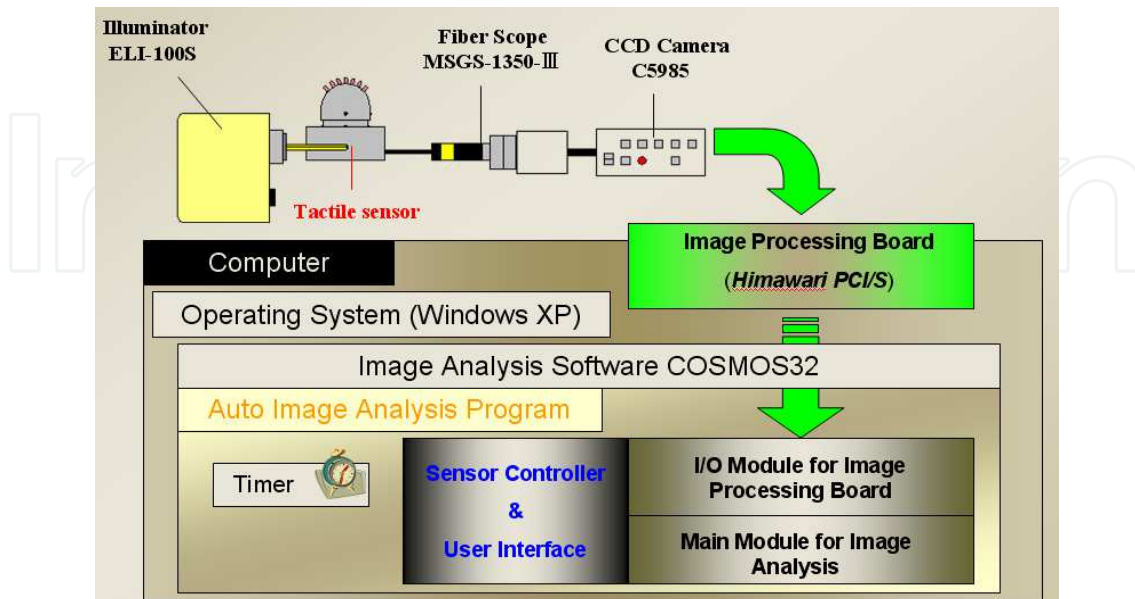 Illuminator
ELI-100S
Fiber Scope
MSGS-1350-Ⅲ
CCD Camera
C5985
Tactile sensor
Image Processing Board
(Himawari PCI/S)
Computer
Operating System (Windows XP)
Image Analysis Software COSMOS32
Auto Image Analysis Program
Timer
Sensor Controller
&
User Interface
I/O Module for Image
Processing Board
Main Module for Image
Analysis